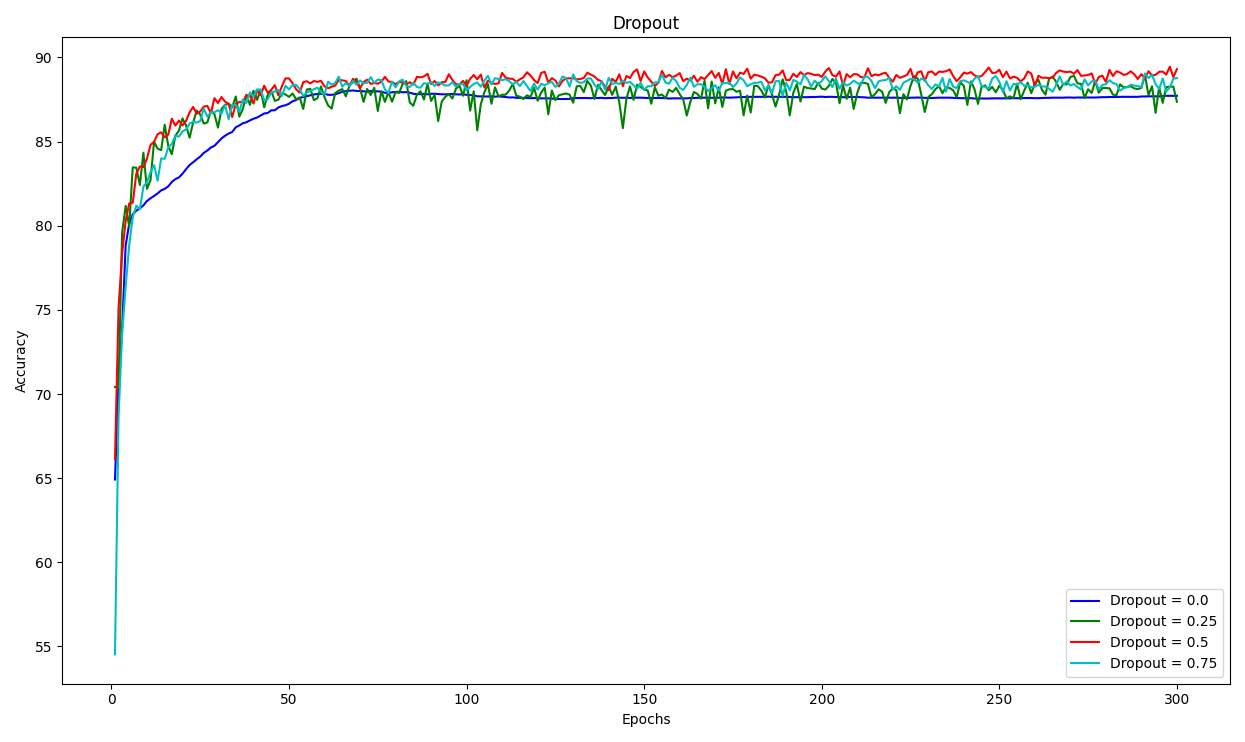 Dropout
90
85
80
75
70
65
60
55
Accuracy
0 50 100 150 200 250 300
Epochs
Dropout = 0.0
Dropout = 0.25
Dropout = 0.5
Dropout = 0.75